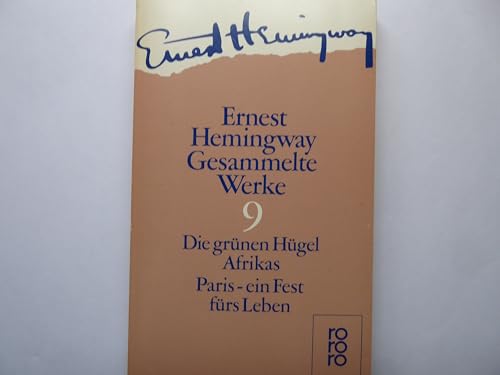 Ernest Hemingway
Ernest
Hemingway
Gesammelte
Werke
9
Die grünen Hügel
Afrikas
Paris - ein Fest
fürs Leben
ro
ro
ro